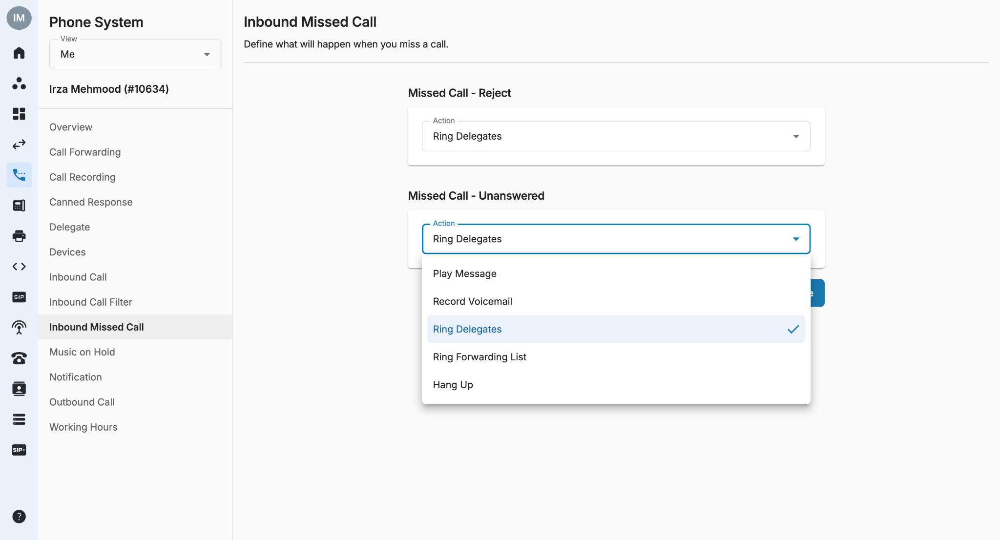 IM
Phone System
View
Me
Irza Mehmood (#10634)
Overview
Call Forwarding
Call Recording
Canned Response
Delegate
Devices
Inbound Call
Inbound Call Filter
Inbound Missed Call
Music on Hold
Notification
Outbound Call
Working Hours
SIP
SIP+
?
Inbound Missed Call
Define what will happen when you miss a call.
Missed Call - Reject
Action
Ring Delegates
Missed Call - Unanswered
Action
Ring Delegates
Play Message
Record Voicemail
Ring Delegates
Ring Forwarding List
Hang Up